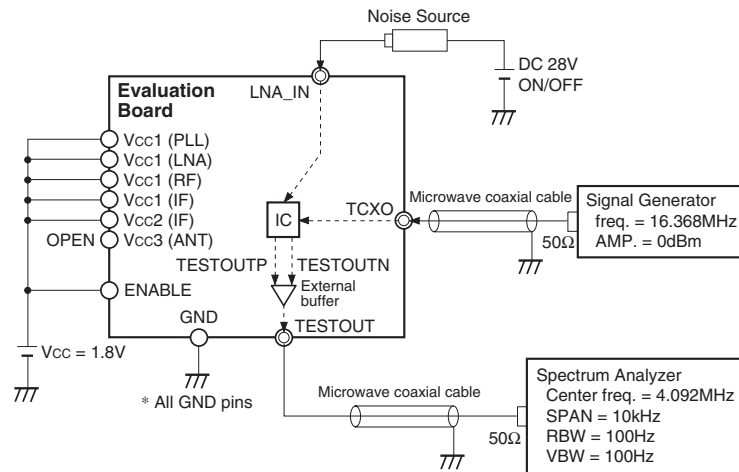 Noise Source
DC 28V
ON/OFF
Evaluation
Board
LNA_IN
VCC1 (PLL)
VCC1 (LNA)
VCC1 (RF)
VCC1 (IF)
VCC2 (IF)
OPEN
VCC3 (ANT)
IC
TCXO
Microwave coaxial cable
50Ω
Signal Generator
freq. = 16.368MHz
AMP. = 0dBm
TESTOUTP
TESTOUTN
External
buffer
ENABLE
GND
TESTOUT
VCC = 1.8V
* All GND pins
Microwave coaxial cable
50Ω
Spectrum Analyzer
Center freq. = 4.092MHz
SPAN = 10kHz
RBW = 100Hz
VBW = 100Hz